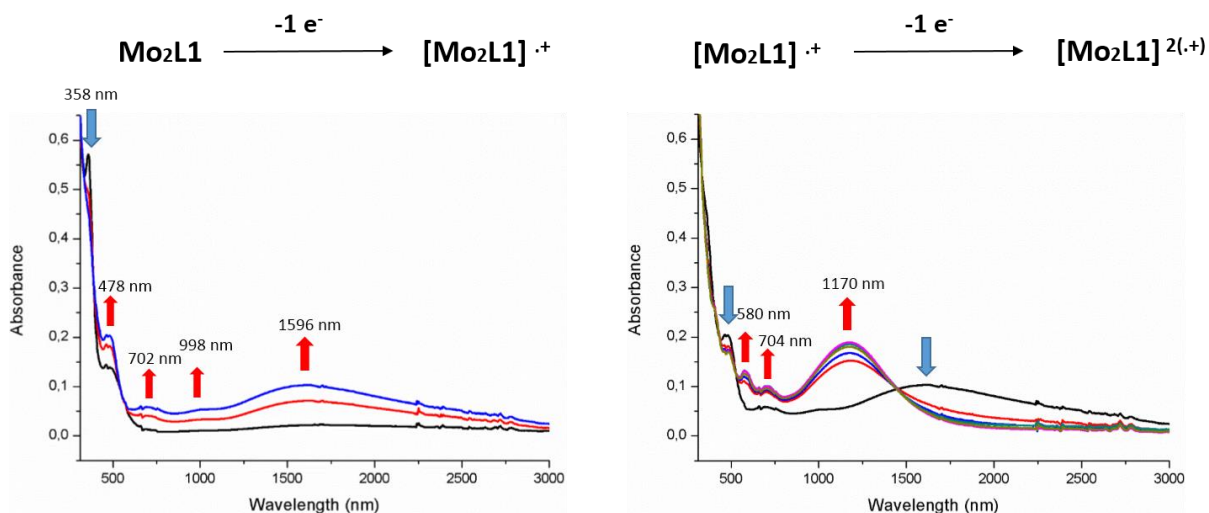 -1 e-
Mo2L1 [Mo2L1] .+
358 nm
478 nm
702 nm
998 nm
1596 nm
0,6
0,5
0,4
0,3
0,2
0,1
0,0
Absorbance
500 1000 1500 2000 2500 3000
Wavelength (nm)
-1 e-
[Mo2L1] .+ [Mo2L1] 2(.+)
580 nm
704 nm
1170 nm
0,6
0,5
0,4
0,3
0,2
0,1
0,0
Absorbance
500 1000 1500 2000 2500 3000
Wavelength (nm)